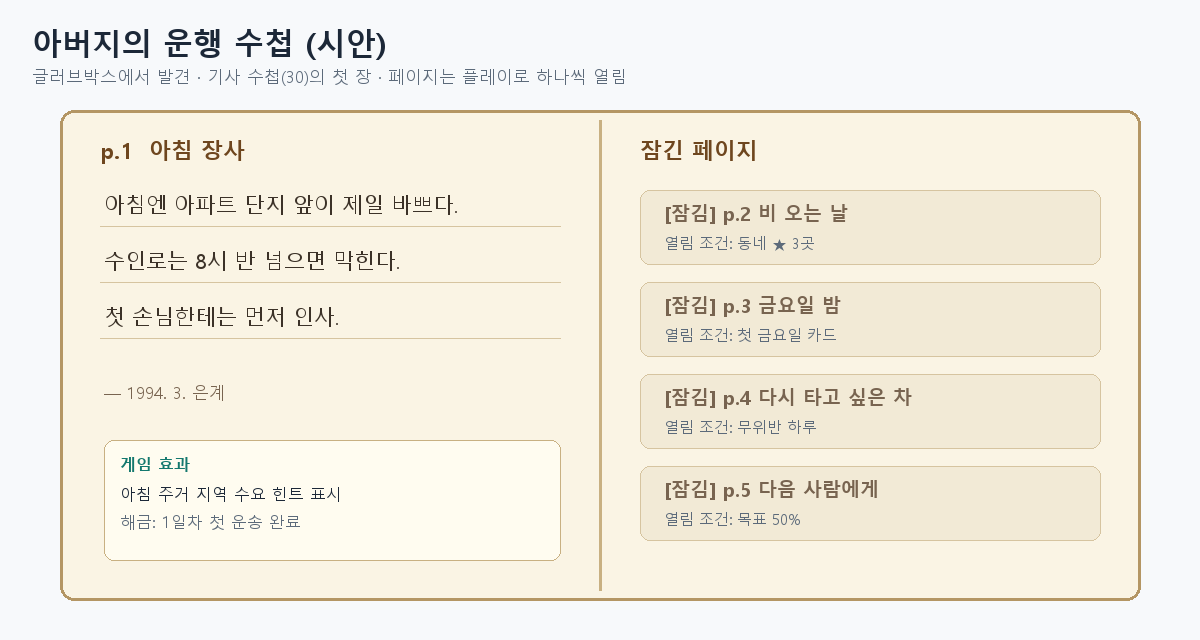 아버지의 운행 수첩 (시안)
글러브박스에서 발견 · 기사 수첩(30)의 첫 장 · 페이지는 플레이로 하나씩 열림
p.1 아침 장사
아침엔 아파트 단지 앞이 제일 바쁘다.
수인로는 8시 반 넘으면 막힌다.
첫 손님한테는 먼저 인사.
— 1994. 3. 은계
게임 효과
아침 주거 지역 수요 힌트 표시
해금: 1일차 첫 운송 완료
잠긴 페이지
[잠김] p.2 비 오는 날
열림 조건: 동네 ★ 3곳
[잠김] p.3 금요일 밤
열림 조건: 첫 금요일 카드
[잠김] p.4 다시 타고 싶은 차
열림 조건: 무위반 하루
[잠김] p.5 다음 사람에게
열림 조건: 목표 50%